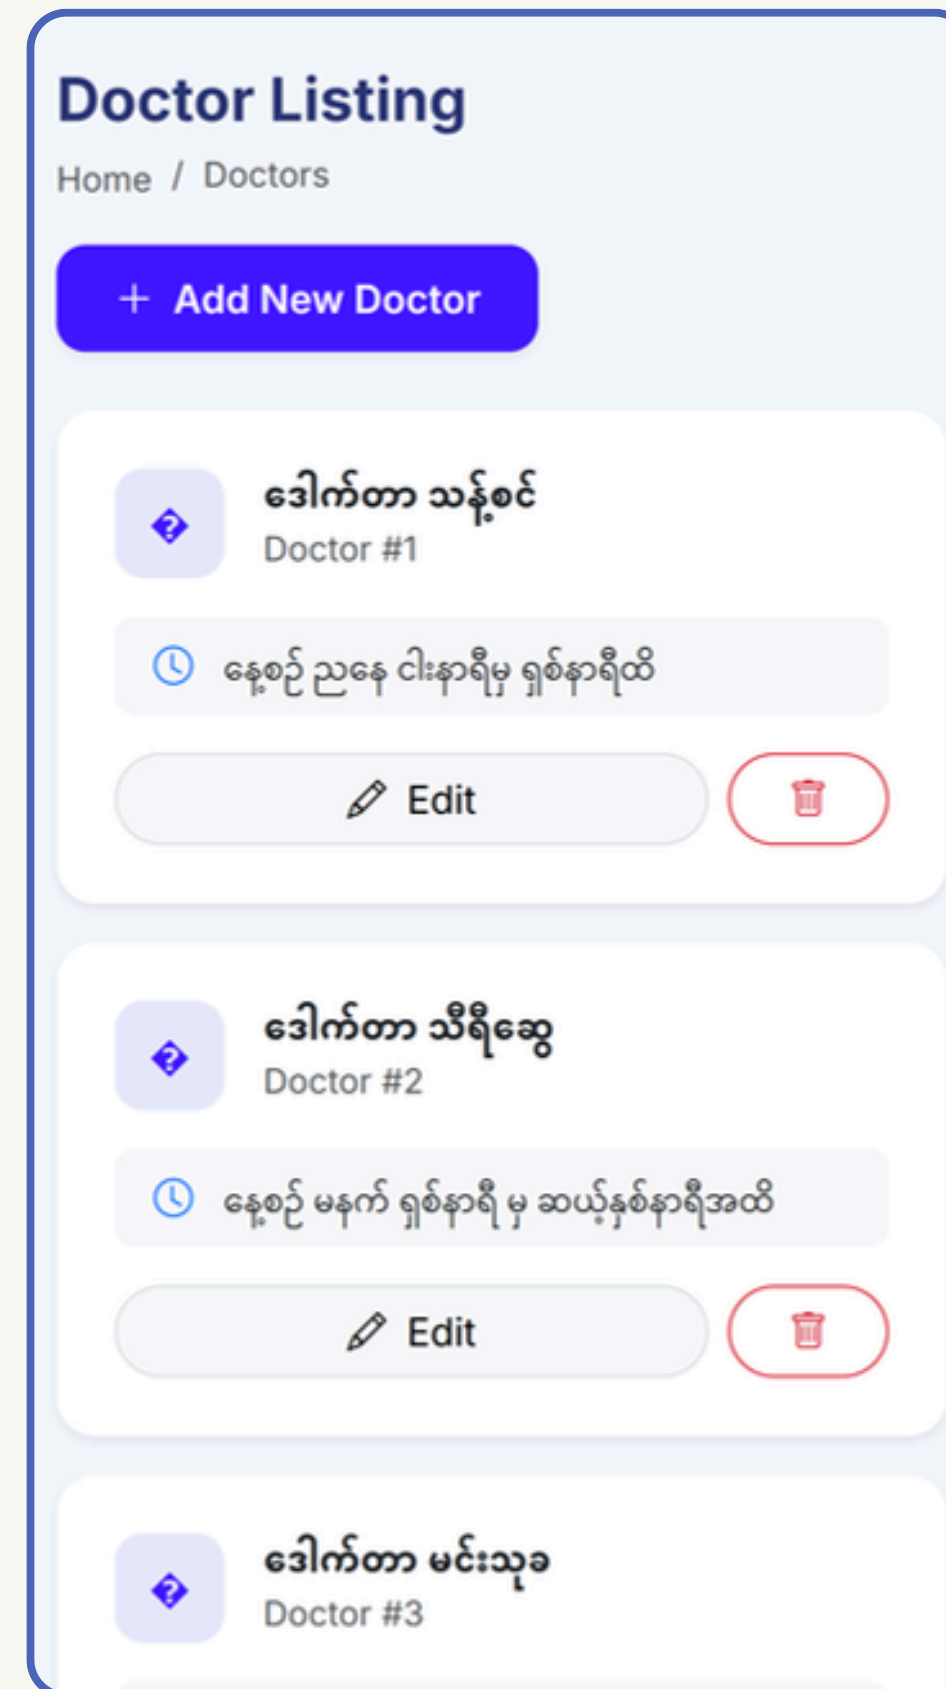 Doctor Listing
Home / Doctors
+ Add New Doctor
ဒေါက်တာ သန့်စင်
Doctor #1
နေ့စဉ် ညနေ ငါးနာရီမှ ရှစ်နာရီထိ
Edit
ဒေါက်တာ သီရီဆွေ
Doctor #2
နေ့စဉ် မနက် ရှစ်နာရီ မှ ဆယ့်နှစ်နာရီအထိ
Edit
ဒေါက်တာ မင်းသုခ
Doctor #3